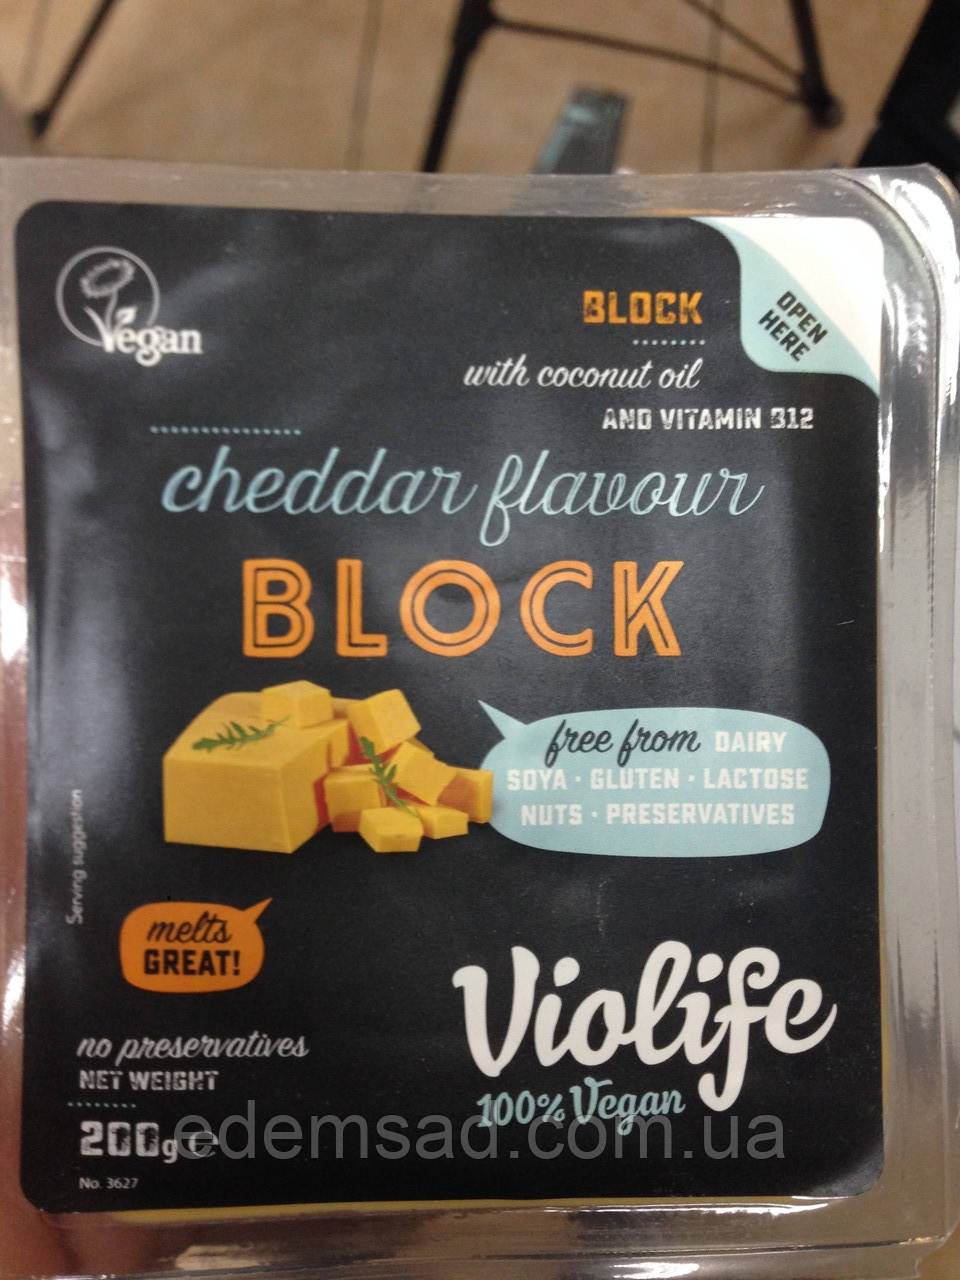 Vegan
BLOCK
with coconut oil
AND VITAMIN B12
OPEN
HERE
cheddar flavour
BLOCK
free from DAIRY
SOYA · GLUTEN · LACTOSE
NUTS · PRESERVATIVES
Serving suggestion
melts
GREAT!
Violife
100% Vegan
no preservatives
NET WEIGHT
200g e
edemsad.com.ua
No. 3627